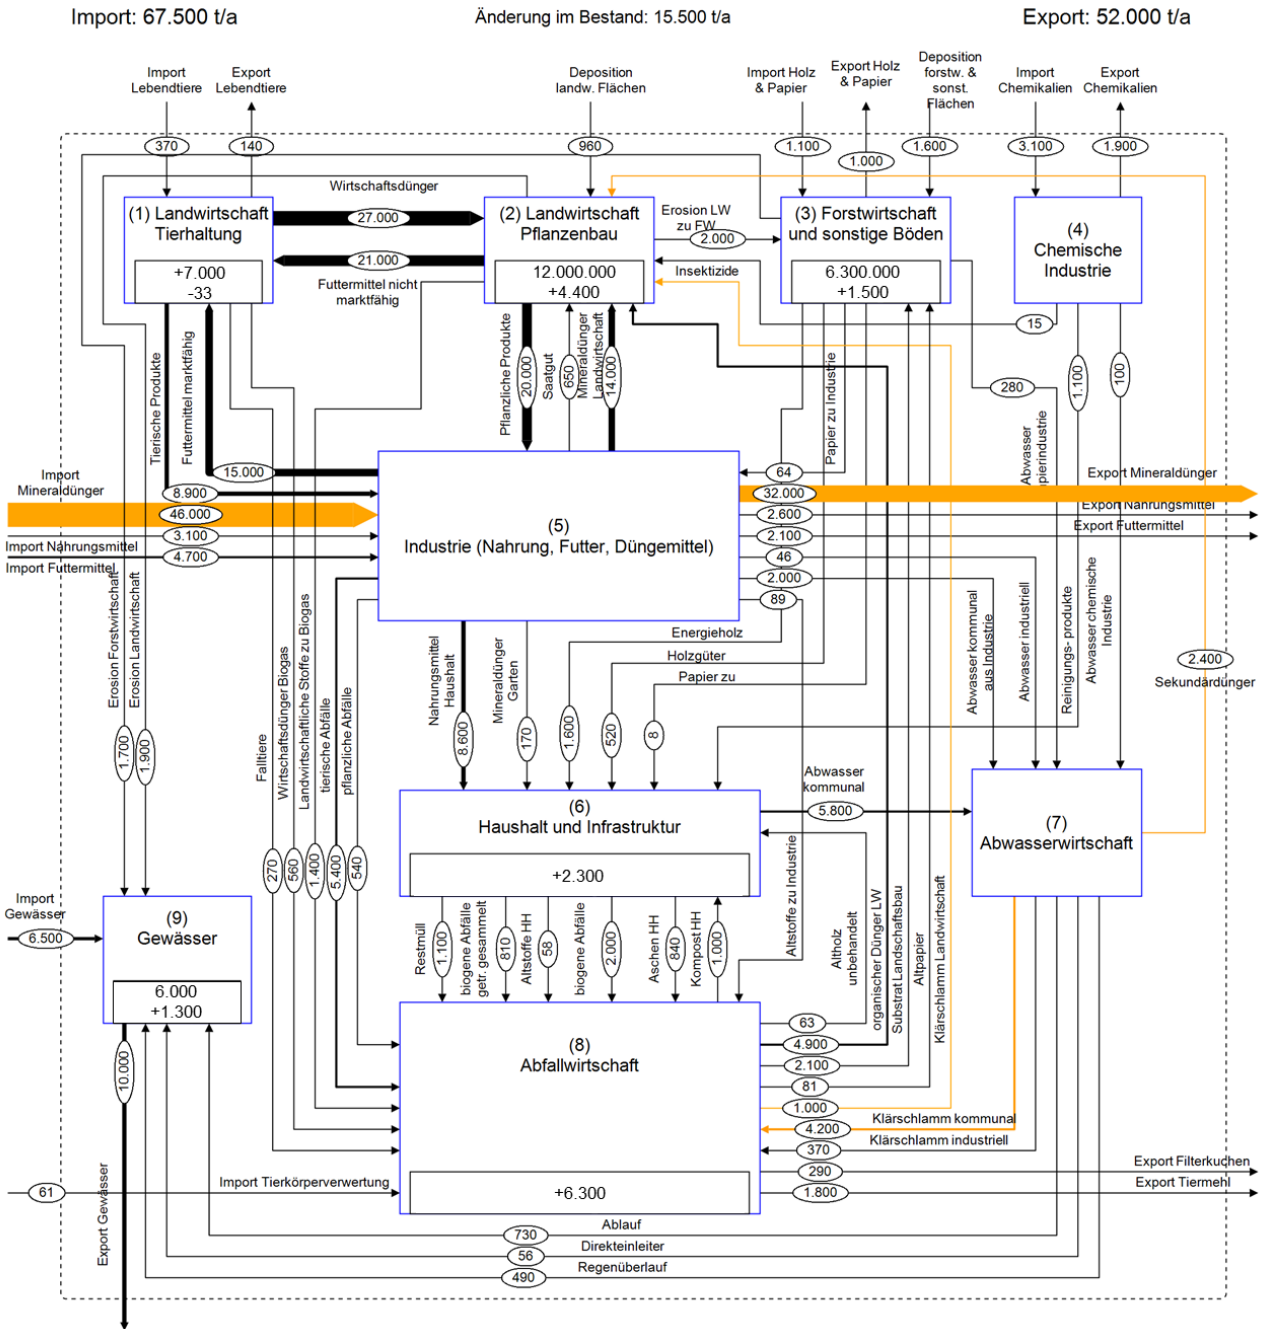 Import: 67.500 t/a
Änderung im Bestand: 15.500 t/a
Export: 52.000 t/a
Import
Lebendtiere
Export
Lebendtiere
Deposition
landw. Flächen
Import Holz
& Papier
Export Holz
& Papier
Deposition
forstw. &
sonst.
Flächen
Import
Chemikalien
Export
Chemikalien
370
140
960
1.100
1.000
1.600
3.100
1.900
Wirtschaftsdünger
(1) Landwirtschaft
Tierhaltung
+7.000
-33
27.000
21.000
Futtermittel nicht
marktfähig
(2) Landwirtschaft
Pflanzenbau
12.000.000
+4.400
Erosion LW
zu FW
2.000
Insektizide
(3) Forstwirtschaft
und sonstige Böden
6.300.000
+1.500
(4)
Chemische
Industrie
15
280
1.100
100
Tierische Produkte
Futtermittel marktfähig
Pflanzliche Produkte
20.000
Saatgut
650
Mineraldünger
Landwirtschaft
14.000
Papier zu Industrie
Abwasser
Import
Mineraldünger
15.000
8.900
46.000
3.100
4.700
Import Nahrungsmittel
Import Futtermittel
(5)
Industrie (Nahrung, Futter, Düngemittel)
64
32.000
2.600
2.100
46
2.000
89
Export Mineraldünger
Export Nahrungsmittel
Export Futtermittel
Erosion Forstwirtschaft
Erosion Landwirtschaft
1.700
1.900
Falltiere
Wirtschaftsdünger Biogas
Landwirtschaftliche Stoffe zu Biogas
tierische Abfälle
pflanzliche Abfälle
270
560
1.400
5.400
540
Nahrungsmittel
Haushalt
8.600
Mineraldünger
Garten
170
Energieholz
Holzgüter
Papier zu
1.600
520
8
Abwasser kommunal
aus Industrie
Abwasser industriell
Reinigungs- produkte
Abwasser chemische
Industrie
2.400
Sekundärdünger
Abwasser
kommunal
5.800
(6)
Haushalt und Infrastruktur
+2.300
(7)
Abwasserwirtschaft
Import
Gewässer
6.500
(9)
Gewässer
6.000
+1.300
Restmüll
1.100
biogene Abfälle
getr. gesammelt
810
Altstoffe HH
58
biogene Abfälle
2.000
Aschen HH
840
Kompost HH
1.000
Altstoffe zu Industrie
Altholz
unbehandelt
organischer Dünger LW
Substrat Landschaftsbau
Altpapier
Klärschlamm Landwirtschaft
(8)
Abfallwirtschaft
+6.300
63
4.900
2.100
81
1.000
4.200
370
290
1.800
Klärschlamm kommunal
Klärschlamm industriell
Export Filterkuchen
Export Tiermehl
10.000
Export Gewässer
61
Import Tierkörperverwertung
Ablauf
730
Direkteinleiter
56
Regenüberlauf
490